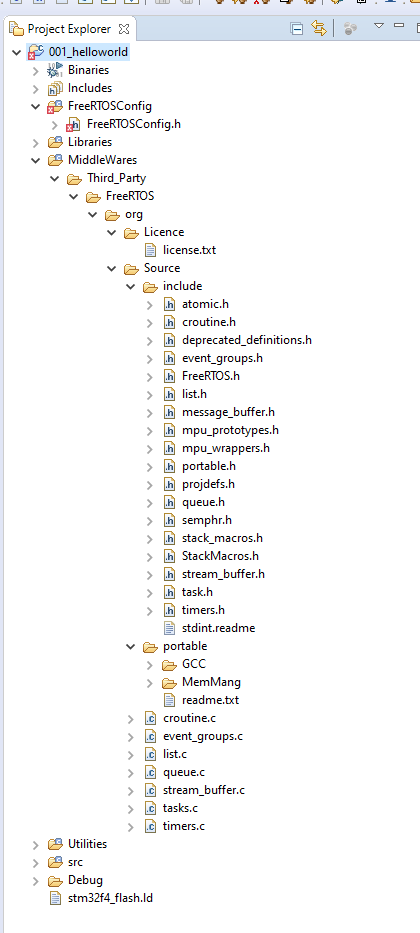 Project Explorer
001_helloworld
Binaries
Includes
FreeRTOSConfig
FreeRTOSConfig.h
Libraries
MiddleWares
Third_Party
FreeRTOS
org
Licence
license.txt
Source
include
atomic.h
croutine.h
deprecated_definitions.h
event_groups.h
FreeRTOS.h
list.h
message_buffer.h
mpu_prototypes.h
mpu_wrappers.h
portable.h
projdefs.h
queue.h
semphr.h
stack_macros.h
StackMacros.h
stream_buffer.h
task.h
timers.h
stdint.readme
portable
GCC
MemMang
readme.txt
croutine.c
event_groups.c
list.c
queue.c
stream_buffer.c
tasks.c
timers.c
Utilities
src
Debug
stm32f4_flash.ld